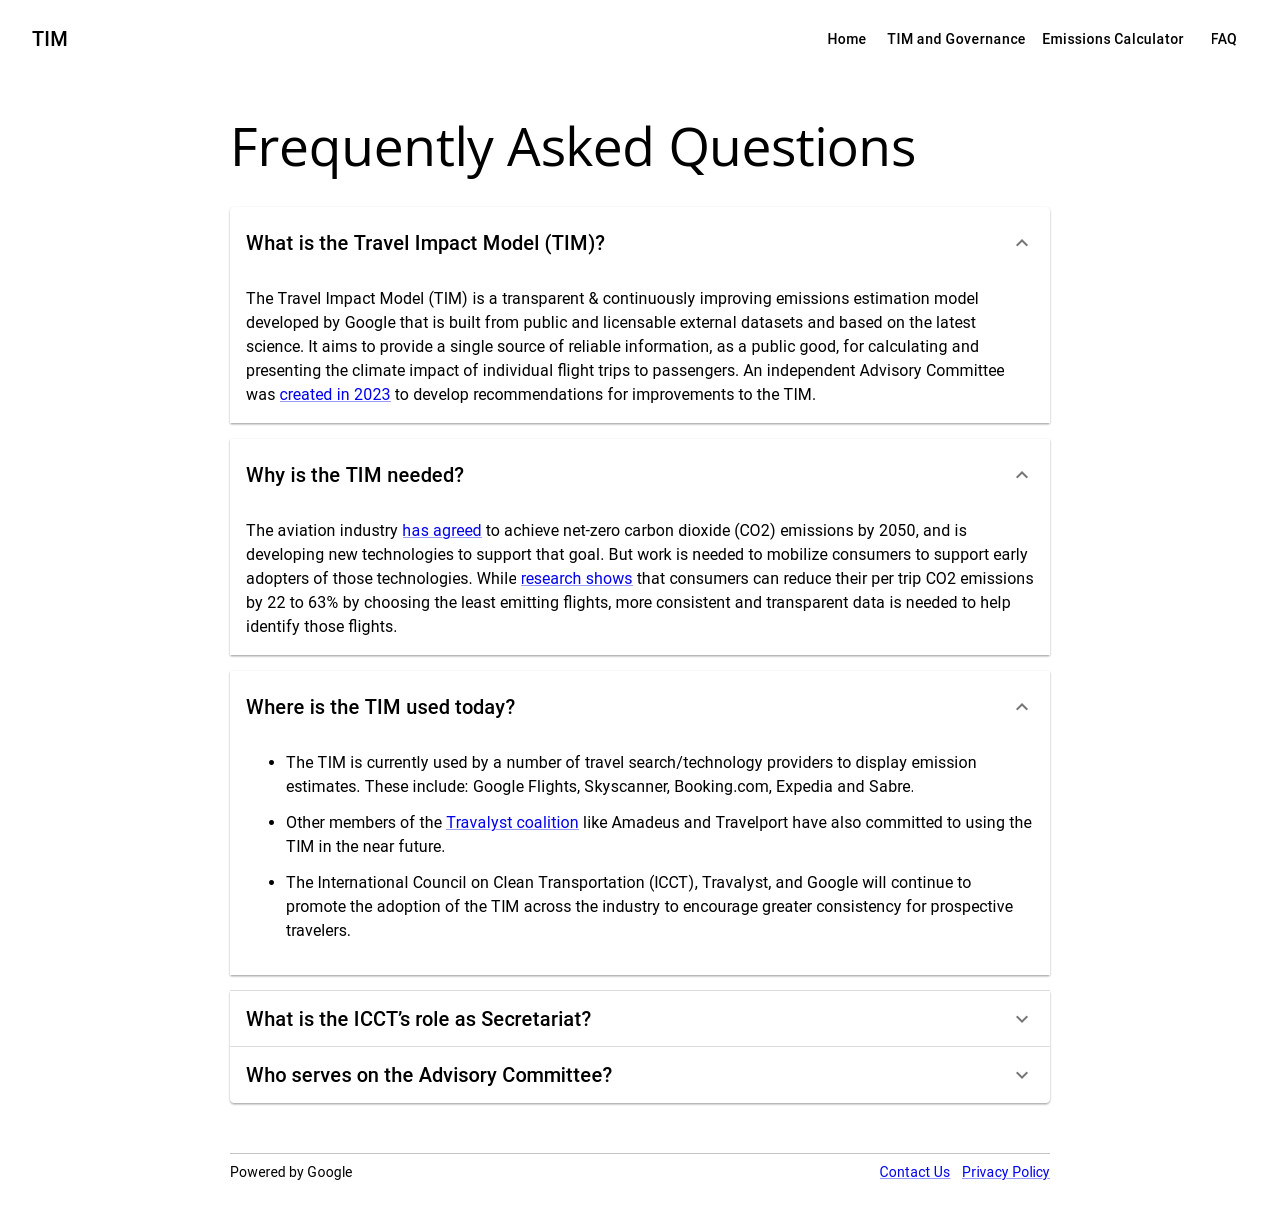 TIM
Home TIM and Governance Emissions Calculator FAQ
Frequently Asked Questions
What is the Travel Impact Model (TIM)?
The Travel Impact Model (TIM) is a transparent & continuously improving emissions estimation model
developed by Google that is built from public and licensable external datasets and based on the latest
science. It aims to provide a single source of reliable information, as a public good, for calculating and
presenting the climate impact of individual flight trips to passengers. An independent Advisory Committee
was created in 2023 to develop recommendations for improvements to the TIM.
Why is the TIM needed?
The aviation industry has agreed to achieve net-zero carbon dioxide (CO2) emissions by 2050, and is
developing new technologies to support that goal. But work is needed to mobilize consumers to support early
adopters of those technologies. While research shows that consumers can reduce their per trip CO2 emissions
by 22 to 63% by choosing the least emitting flights, more consistent and transparent data is needed to help
identify those flights.
Where is the TIM used today?
• The TIM is currently used by a number of travel search/technology providers to display emission
estimates. These include: Google Flights, Skyscanner, Booking.com, Expedia and Sabre.
• Other members of the Travalyst coalition like Amadeus and Travelport have also committed to using the
TIM in the near future.
• The International Council on Clean Transportation (ICCT), Travalyst, and Google will continue to
promote the adoption of the TIM across the industry to encourage greater consistency for prospective
travelers.
What is the ICCT’s role as Secretariat?
Who serves on the Advisory Committee?
Powered by Google
Contact Us Privacy Policy